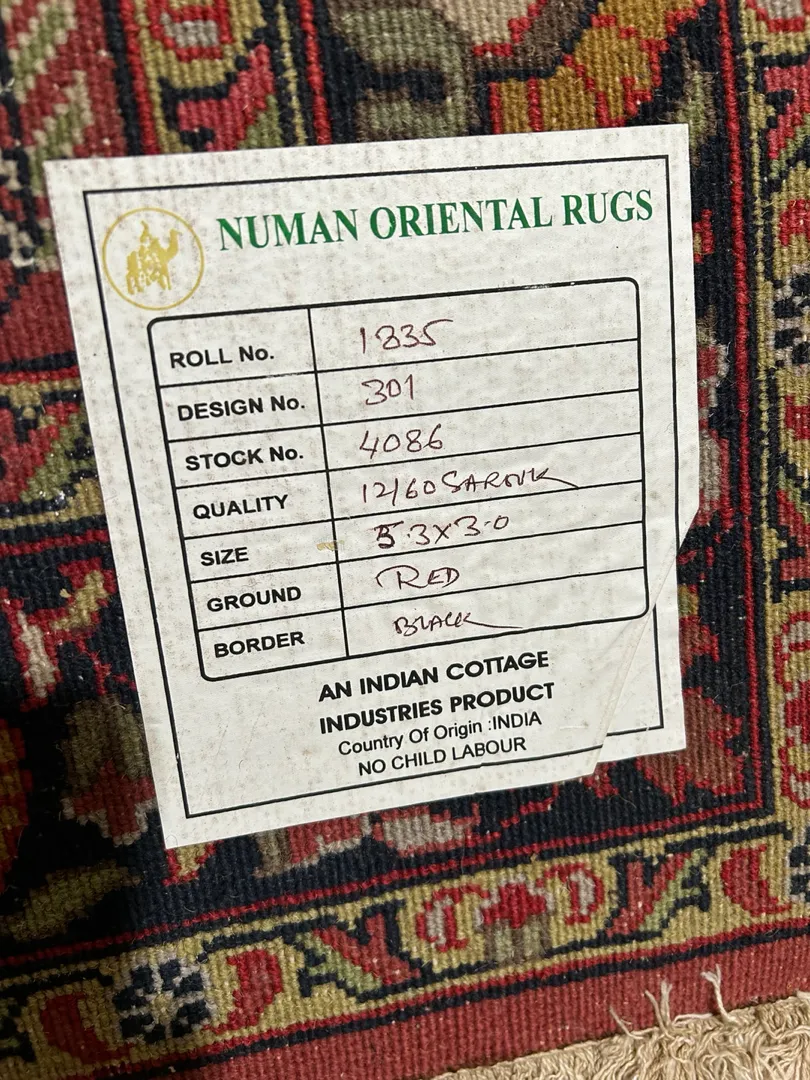 NUMAN ORIENTAL RUGS
ROLL No. 1835
DESIGN No. 301
STOCK No. 4086
QUALITY 12/60 SAROUK
SIZE 5.3X3.0
GROUND RED
BORDER BLACK
AN INDIAN COTTAGE
INDUSTRIES PRODUCT
Country Of Origin :INDIA
NO CHILD LABOUR